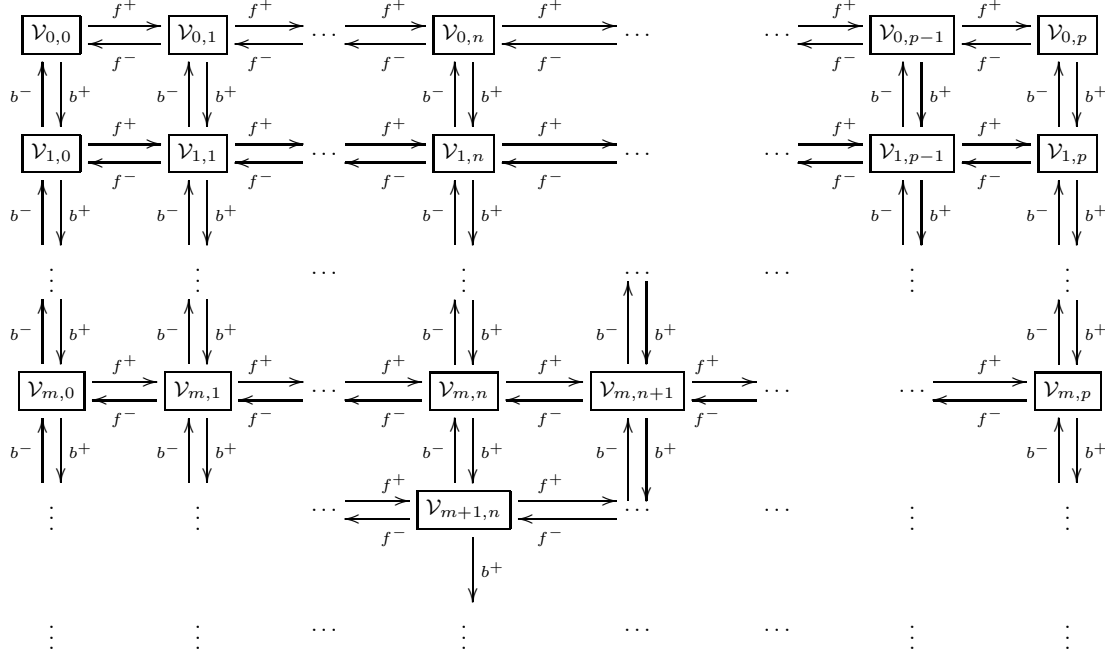 f⁺ f⁺ f⁺ f⁺ f⁺ f⁺
𝒱₀,₀ 𝒱₀,₁ ··· 𝒱₀,ₙ ··· ··· 𝒱₀,ₚ₋₁ 𝒱₀,ₚ
f⁻ f⁻ f⁻ f⁻ f⁻ f⁻
b⁻ b⁺ b⁻ b⁺ b⁻ b⁺ b⁻ b⁺ b⁻ b⁺
f⁺ f⁺ f⁺ f⁺ f⁺ f⁺
𝒱₁,₀ 𝒱₁,₁ ··· 𝒱₁,ₙ ··· ··· 𝒱₁,ₚ₋₁ 𝒱₁,ₚ
f⁻ f⁻ f⁻ f⁻ f⁻ f⁻
b⁻ b⁺ b⁻ b⁺ b⁻ b⁺ b⁻ b⁺ b⁻ b⁺
⋮ ⋮ ··· ⋮ ··· ··· ⋮ ⋮
b⁻ b⁺ b⁻ b⁺ b⁻ b⁺ b⁻ b⁺ b⁻ b⁺
f⁺ f⁺ f⁺ f⁺ f⁺ f⁺
𝒱ₘ,₀ 𝒱ₘ,₁ ··· 𝒱ₘ,ₙ 𝒱ₘ,ₙ₊₁ ··· ··· 𝒱ₘ,ₚ
f⁻ f⁻ f⁻ f⁻ f⁻ f⁻
b⁻ b⁺ b⁻ b⁺ b⁻ b⁺ b⁻ b⁺ b⁻ b⁺
f⁺ f⁺
⋮ ⋮ ··· 𝒱ₘ₊₁,ₙ ··· ··· ⋮ ⋮
f⁻ f⁻
b⁺
⋮ ⋮ ··· ⋮ ··· ··· ⋮ ⋮